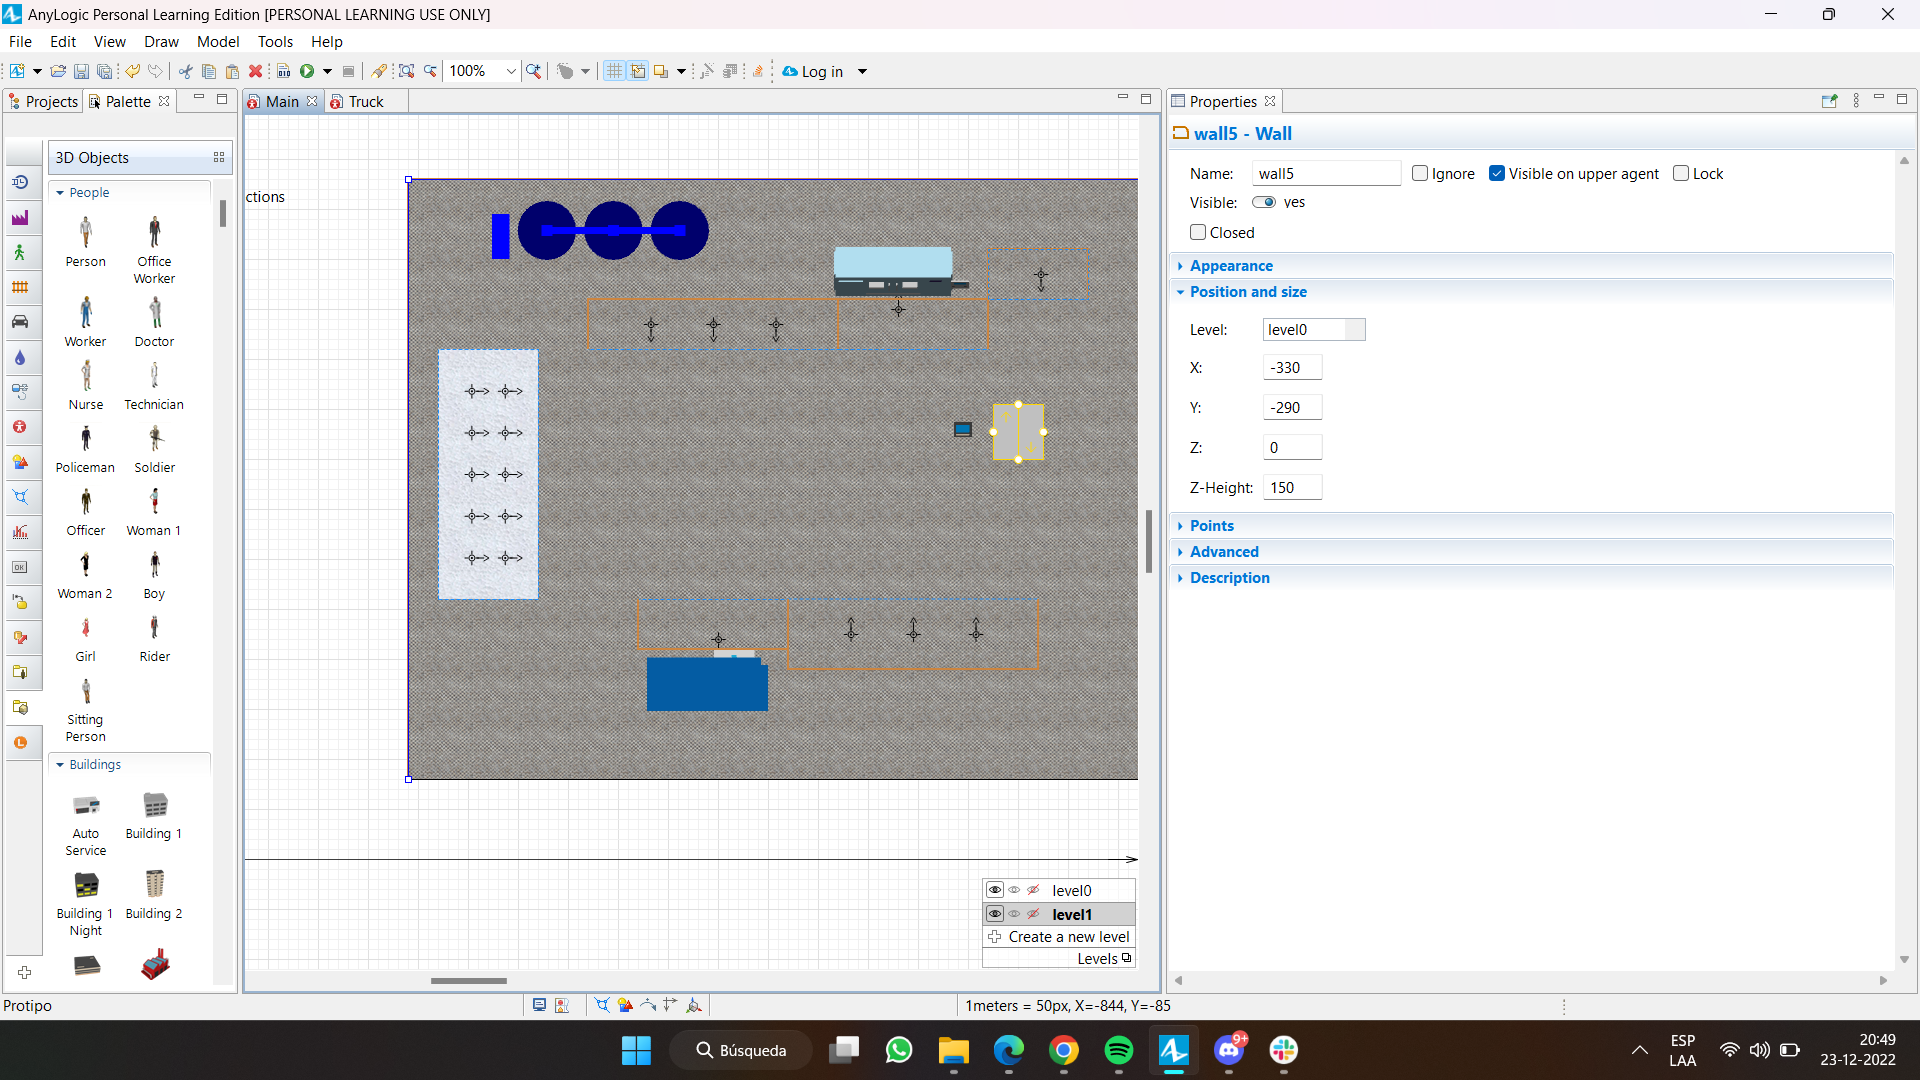 AnyLogic Personal Learning Edition [PERSONAL LEARNING USE ONLY]
File Edit View Draw Model Tools Help
100% Log in
Projects Palette
Main Truck
Properties
3D Objects
People
Person Office Worker
Worker Doctor
Nurse Technician
Policeman Soldier
Officer Woman 1
Woman 2 Boy
Girl Rider
Sitting Person
Buildings
Auto Service Building 1
Building 1 Night Building 2
ctions
level0
level1
Create a new level
Levels
wall5 - Wall
Name: wall5 Ignore Visible on upper agent Lock
Visible: yes
Closed
Appearance
Position and size
Level: level0
X: -330
Y: -290
Z: 0
Z-Height: 150
Points
Advanced
Description
Protipo
1meters = 50px, X=-844, Y=-85
Búsqueda
9+
ESP
LAA
20:49
23-12-2022